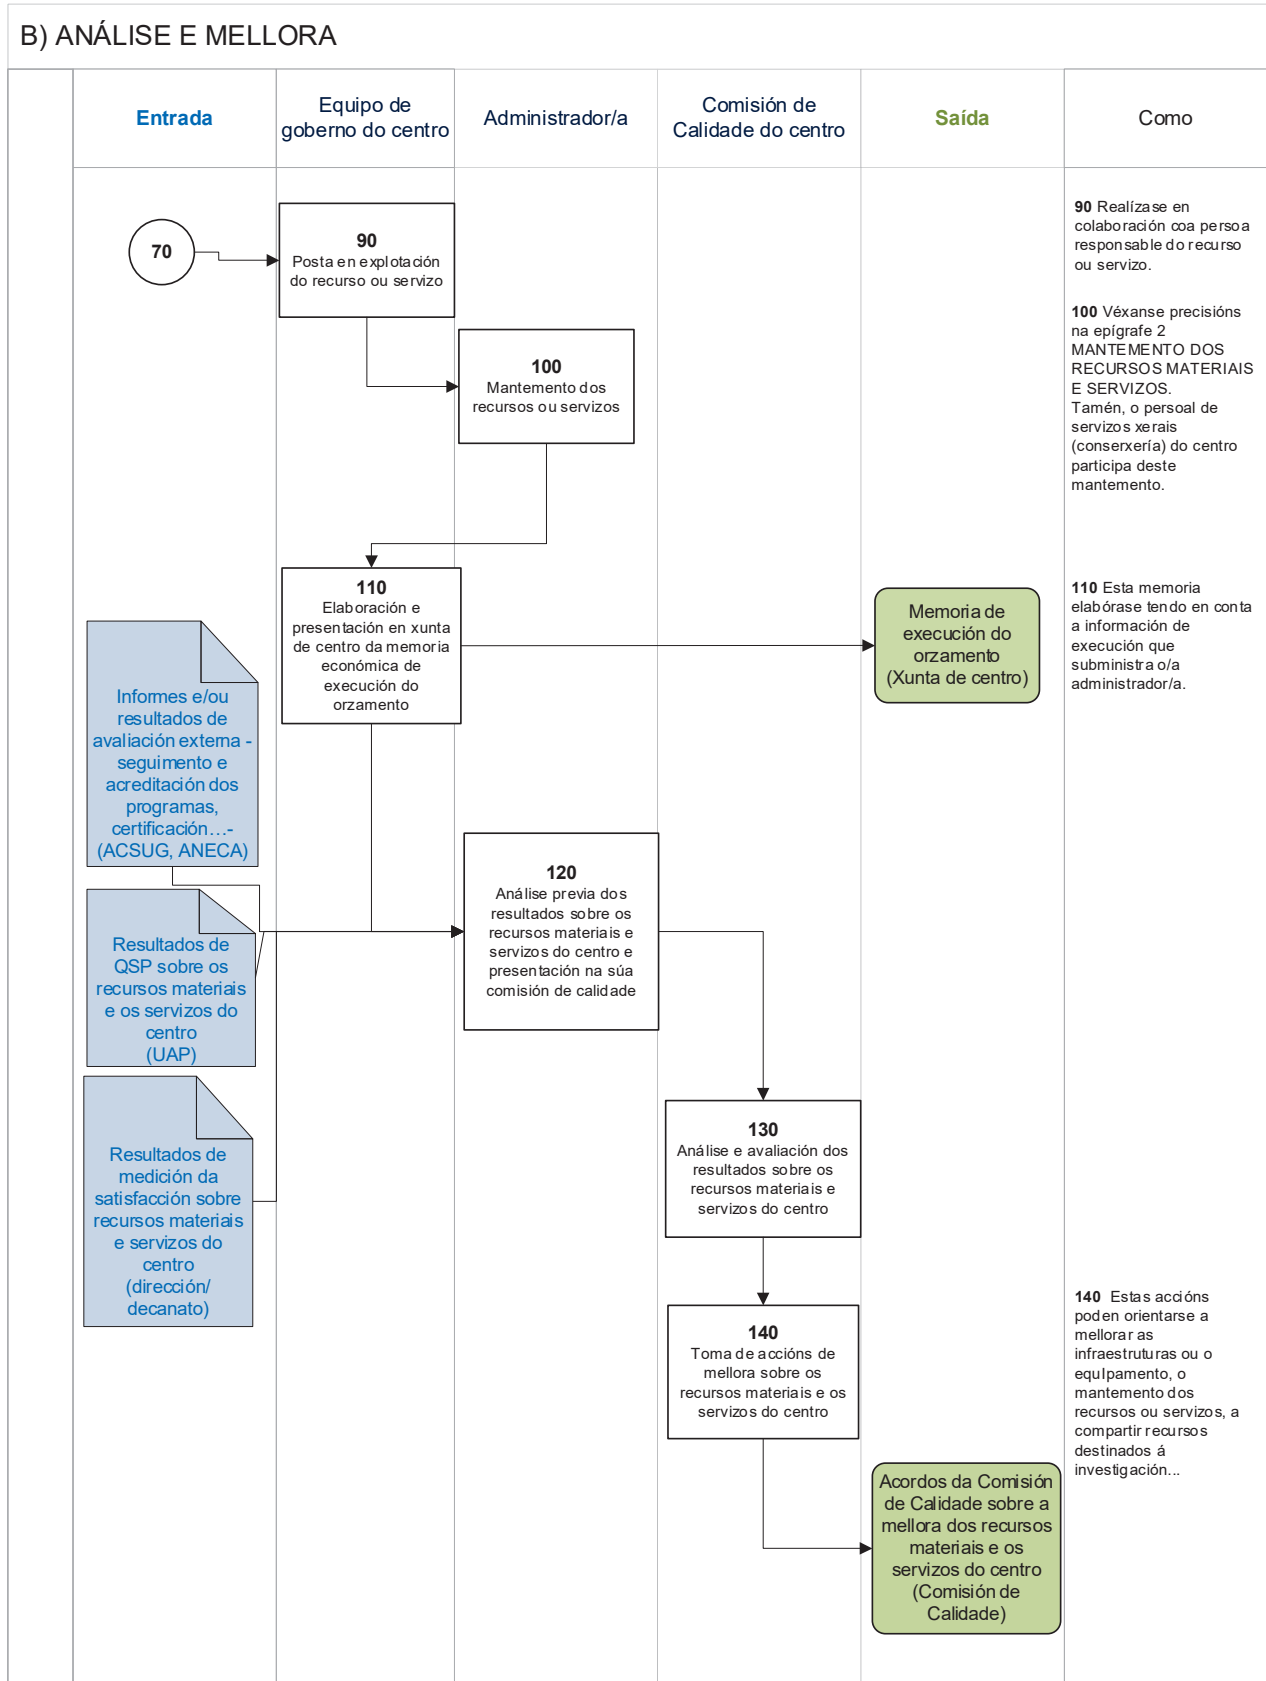 B) ANÁLISE E MELLORA
Entrada
Equipo de
goberno do centro
Administrador/a
Comisión de
Calidade do centro
Saída
Como
70
90
Posta en explotación
do recurso ou servizo
90 Realízase en
colaboración coa persoa
responsable do recurso
ou servizo.
100
Mantemento dos
recursos ou servizos
100 Véxanse precisións
na epígrafe 2
MANTEMENTO DOS
RECURSOS MATERIAIS
E SERVIZOS.
Tamén, o persoal de
servizos xerais
(conserxería) do centro
participa deste
mantemento.
110
Elaboración e
presentación en xunta
de centro da memoria
económica de
execución do
orzamento
Memoria de
execución do
orzamento
(Xunta de centro)
110 Esta memoria
elabórase tendo en conta
a información de
execución que
subministra o/a
administrador/a.
Informes e/ou
resultados de
avaliación externa -
seguimento e
acreditación dos
programas,
certificación...-
(ACSUG, ANECA)
120
Análise previa dos
resultados sobre os
recursos materiais e
servizos do centro e
presentación na súa
comisión de calidade
Resultados de
QSP sobre os
recursos materiais
e os servizos do
centro
(UAP)
Resultados de
medición da
satisfacción sobre
recursos materiais
e servizos do
centro
(dirección/
decanato)
130
Análise e avaliación dos
resultados sobre os
recursos materiais e
servizos do centro
140
Toma de accións de
mellora sobre os
recursos materiais e os
servizos do centro
140 Estas accións
poden orientarse a
mellorar as
infraestruturas ou o
equIpamento, o
mantemento dos
recursos ou servizos, a
compartir recursos
destinados á
investigación...
Acordos da Comisión
de Calidade sobre a
mellora dos recursos
materiais e os
servizos do centro
(Comisión de
Calidade)